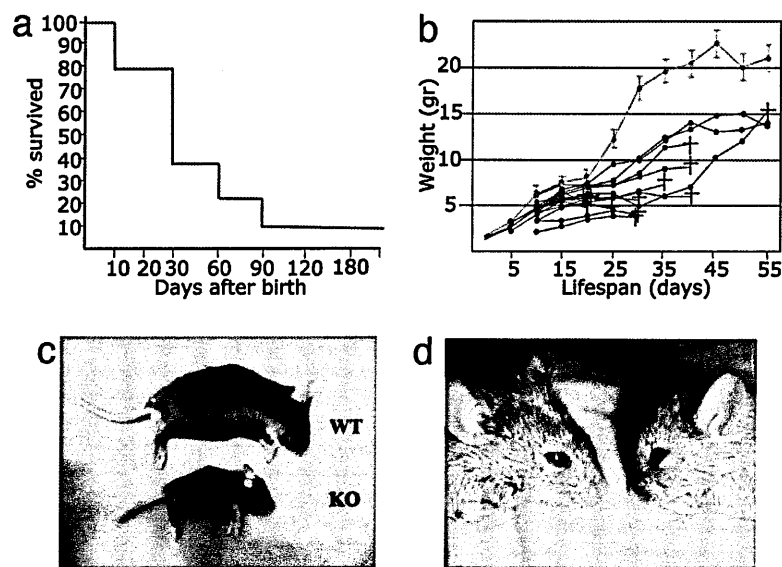 a
% survived
100
90
80
60
50
40
30
20
10
10 20 30 60 90 120 180
Days after birth
b
Weight (gr)
20
15
10
5
5 15 25 35 45 55
Lifespan (days)
c
WT
KO
d